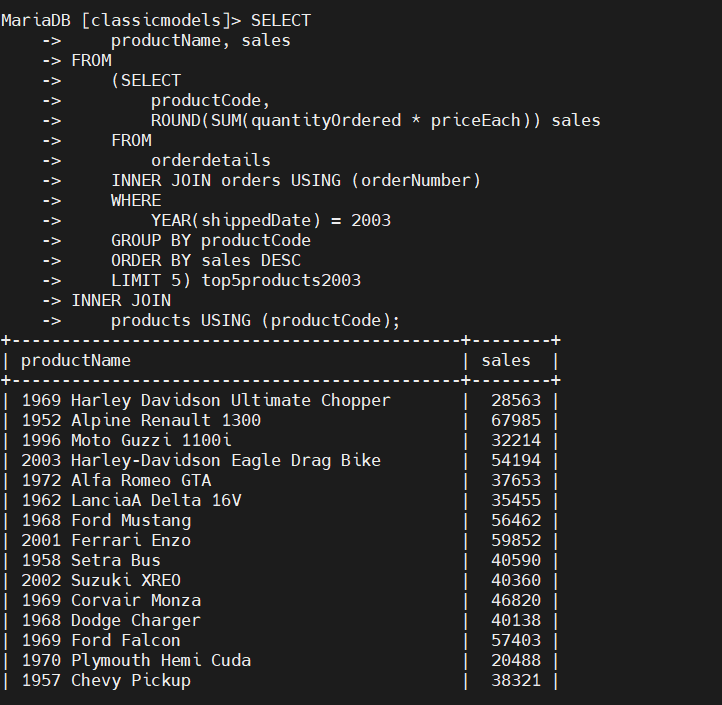 MariaDB [classicmodels]> SELECT
    ->     productName, sales
    -> FROM
    ->     (SELECT
    ->         productCode,
    ->         ROUND(SUM(quantityOrdered * priceEach)) sales
    ->     FROM
    ->         orderdetails
    ->     INNER JOIN orders USING (orderNumber)
    ->     WHERE
    ->         YEAR(shippedDate) = 2003
    ->     GROUP BY productCode
    ->     ORDER BY sales DESC
    ->     LIMIT 5) top5products2003
    -> INNER JOIN
    ->     products USING (productCode);
+---------------------------------------------+--------+
| productName                                 | sales  |
+---------------------------------------------+--------+
| 1969 Harley Davidson Ultimate Chopper       |  28563 |
| 1952 Alpine Renault 1300                    |  67985 |
| 1996 Moto Guzzi 1100i                       |  32214 |
| 2003 Harley-Davidson Eagle Drag Bike        |  54194 |
| 1972 Alfa Romeo GTA                         |  37653 |
| 1962 LanciaA Delta 16V                      |  35455 |
| 1968 Ford Mustang                           |  56462 |
| 2001 Ferrari Enzo                           |  59852 |
| 1958 Setra Bus                              |  40590 |
| 2002 Suzuki XREO                            |  40360 |
| 1969 Corvair Monza                          |  46820 |
| 1968 Dodge Charger                          |  40138 |
| 1969 Ford Falcon                            |  57403 |
| 1970 Plymouth Hemi Cuda                     |  20488 |
| 1957 Chevy Pickup                           |  38321 |